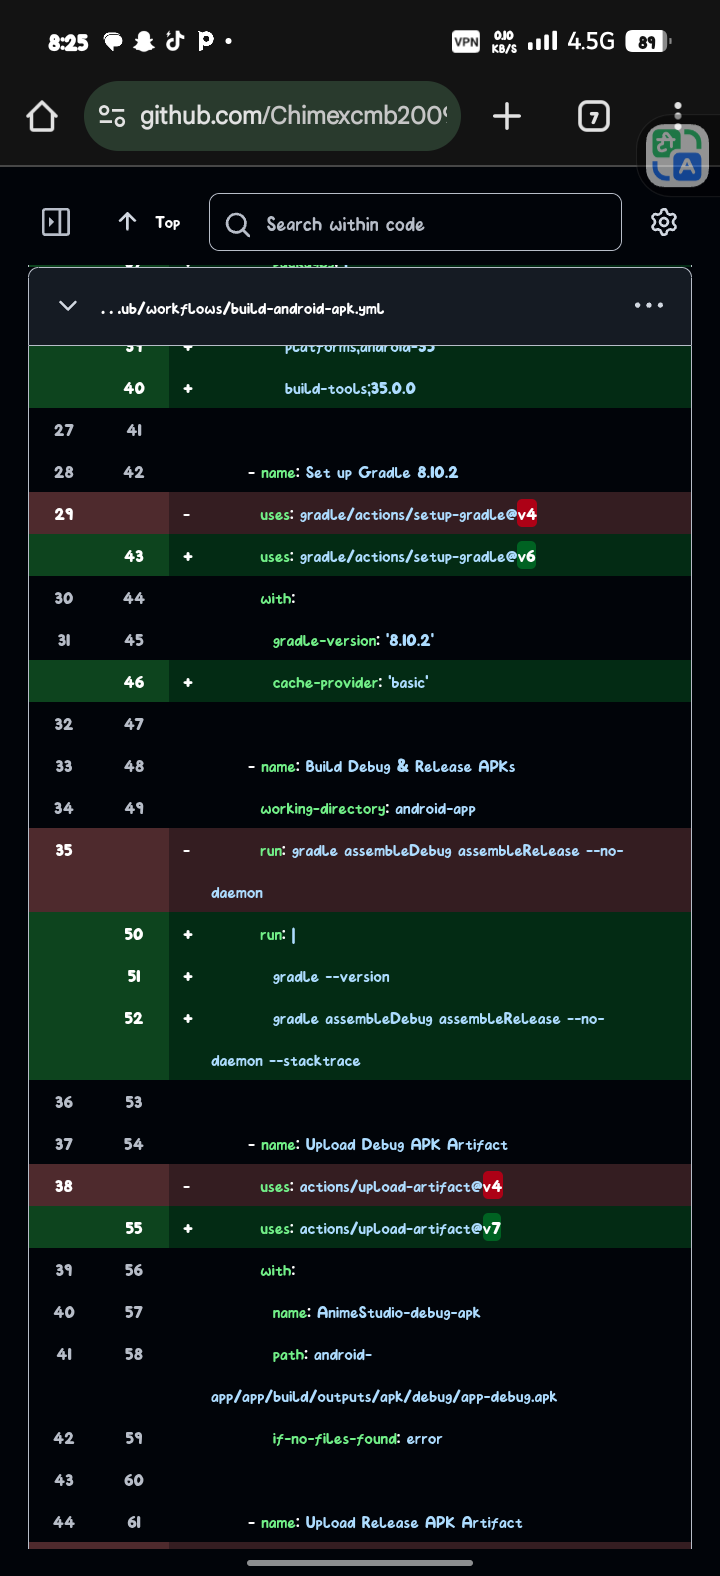 8:25
VPN 0.10 KB/S 4.5G 89
github.com/Chimexcmb2009
7
Top
Search within code
...ub/workflows/build-android-apk.yml
39 + platforms;android-35
40 + build-tools;35.0.0
27 41
28 42 - name: Set up Gradle 8.10.2
29 - uses: gradle/actions/setup-gradle@v4
43 + uses: gradle/actions/setup-gradle@v6
30 44 with:
31 45 gradle-version: '8.10.2'
46 + cache-provider: 'basic'
32 47
33 48 - name: Build Debug & Release APKs
34 49 working-directory: android-app
35 - run: gradle assembleDebug assembleRelease --no-
daemon
50 + run: |
51 + gradle --version
52 + gradle assembleDebug assembleRelease --no-
daemon --stacktrace
36 53
37 54 - name: Upload Debug APK Artifact
38 - uses: actions/upload-artifact@v4
55 + uses: actions/upload-artifact@v7
39 56 with:
40 57 name: AnimeStudio-debug-apk
41 58 path: android-
app/app/build/outputs/apk/debug/app-debug.apk
42 59 if-no-files-found: error
43 60
44 61 - name: Upload Release APK Artifact